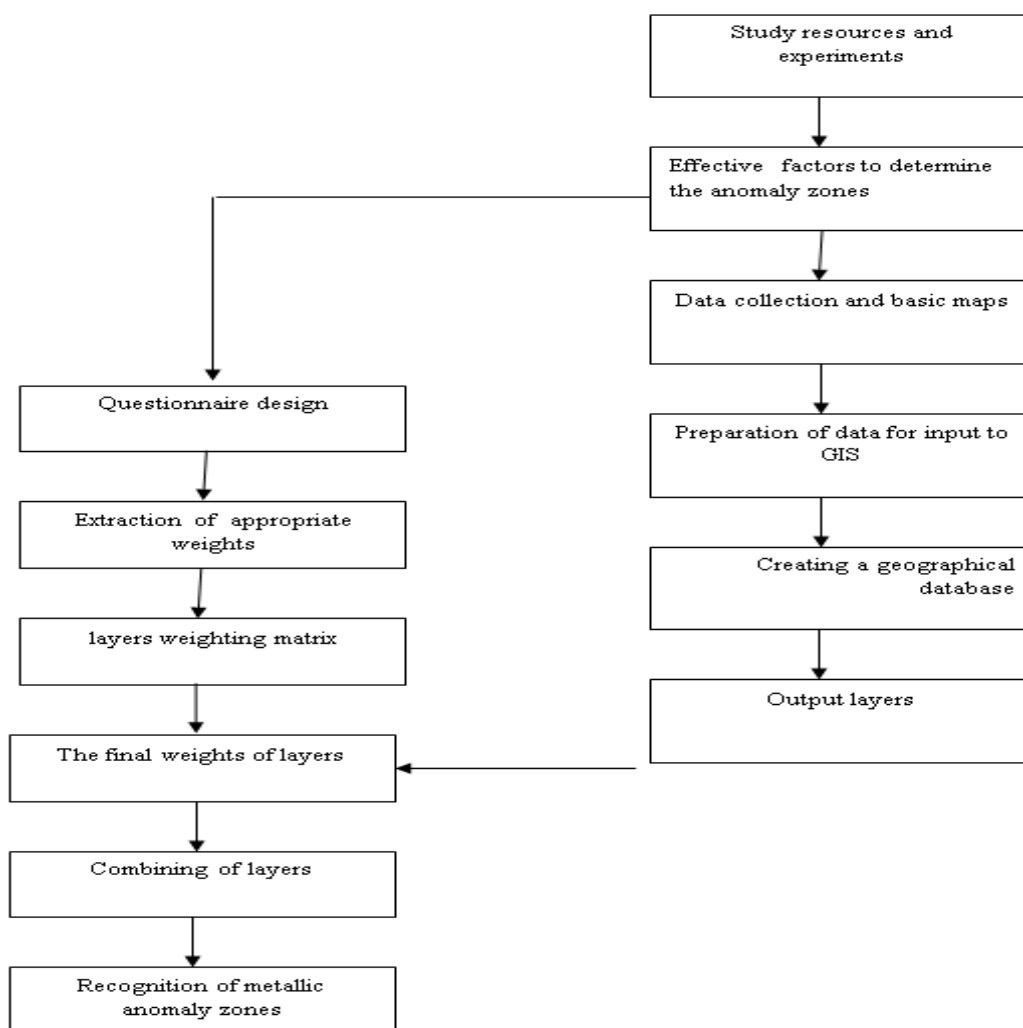 Study resources and
experiments
Effective factors to determine
the anomaly zones
Data collection and basic maps
Preparation of data for input to
GIS
Creating a geographical
database
Output layers
Questionnaire design
Extraction of appropriate
weights
layers weighting matrix
The final weights of layers
Combining of layers
Recognition of metallic
anomaly zones